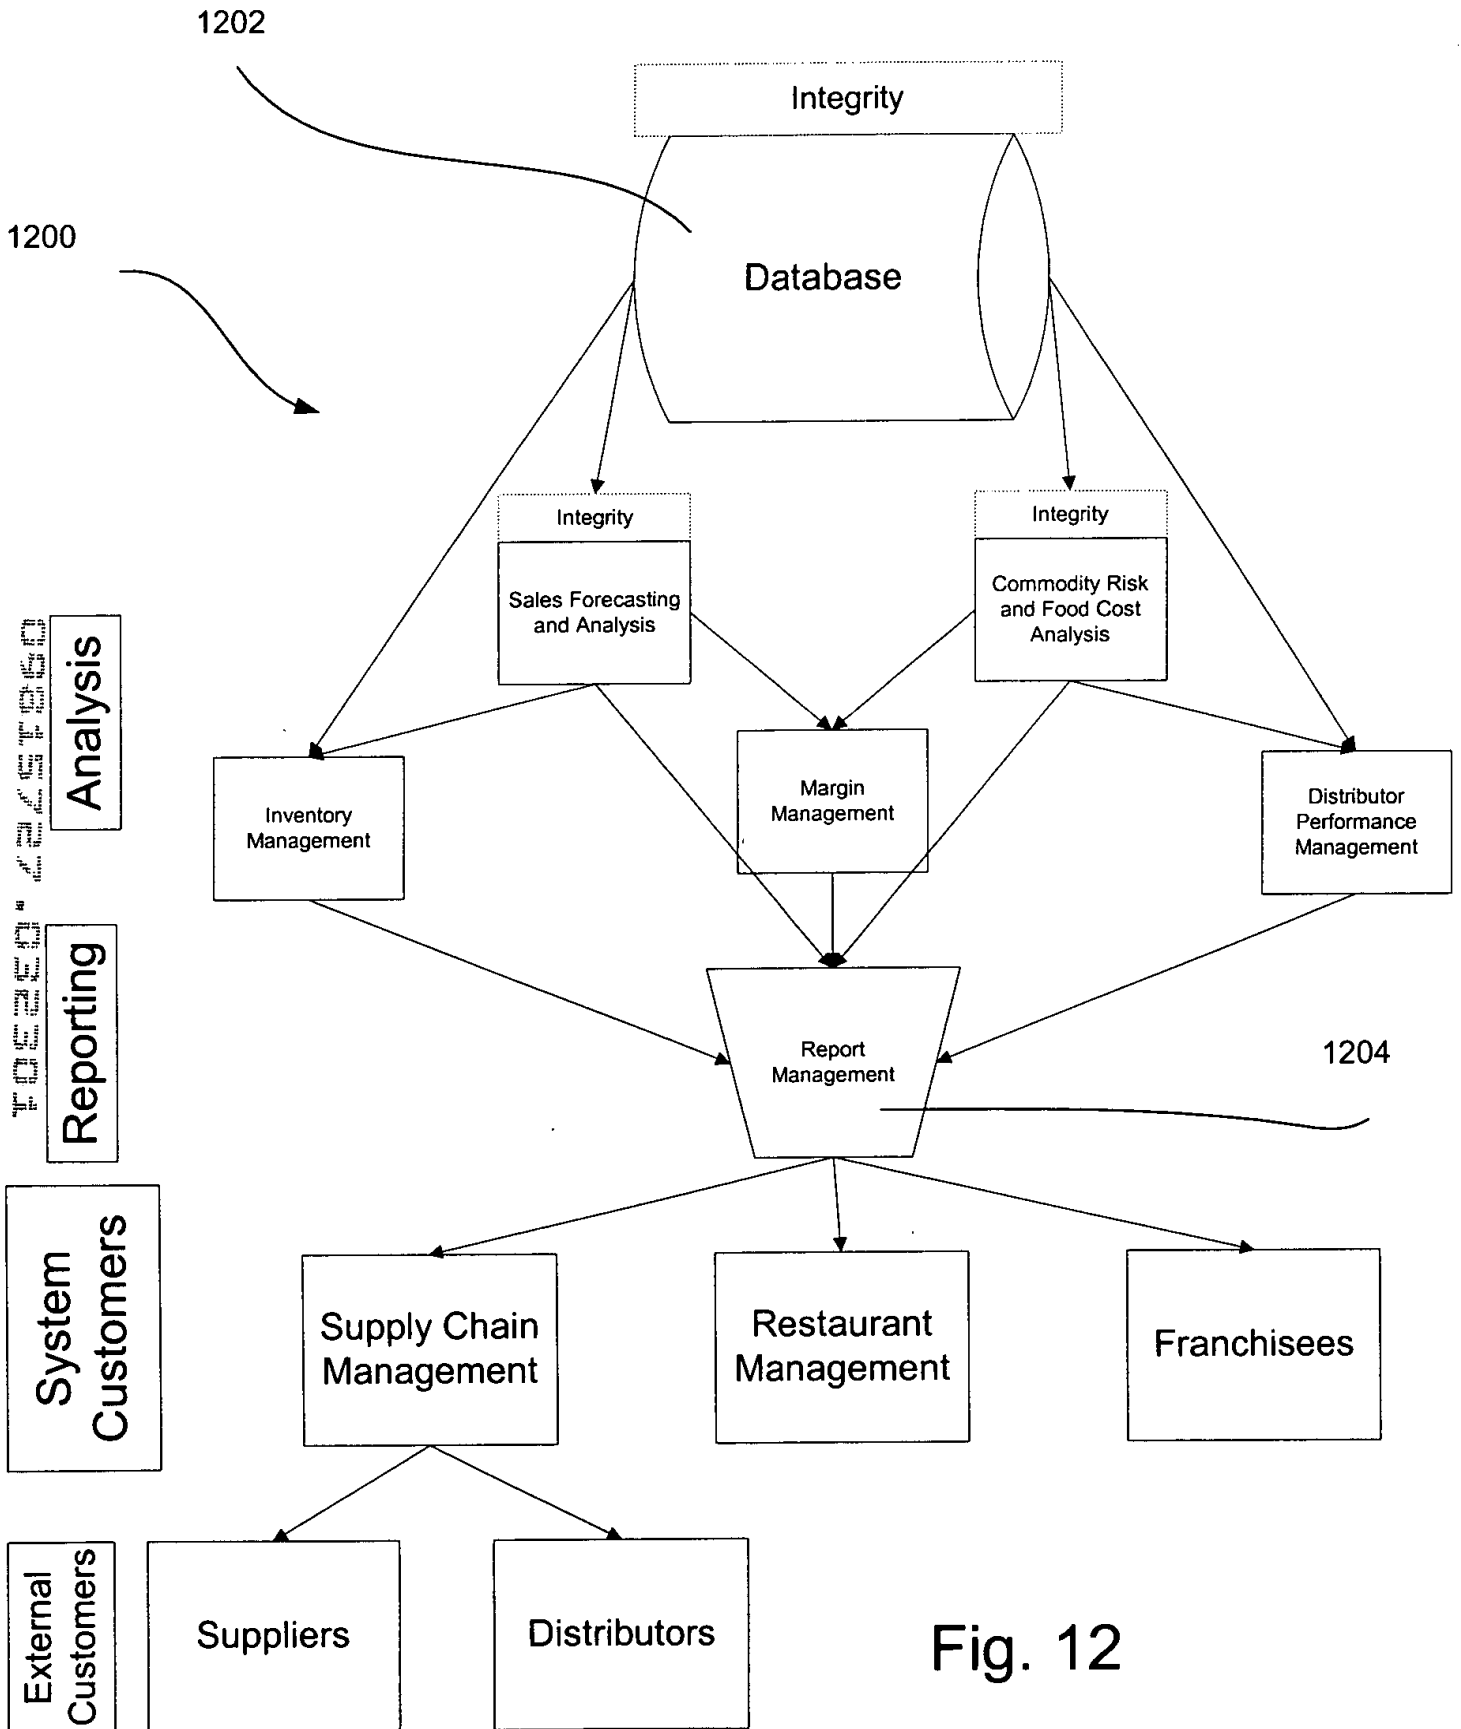 1202
Integrity
1200
Database
Integrity
Integrity
Sales Forecasting
and Analysis
Commodity Risk
and Food Cost
Analysis
Analysis
Inventory
Management
Margin
Management
Distributor
Performance
Management
Reporting
Report
Management
1204
System
Customers
Supply Chain
Management
Restaurant
Management
Franchisees
External
Customers
Suppliers
Distributors
Fig. 12